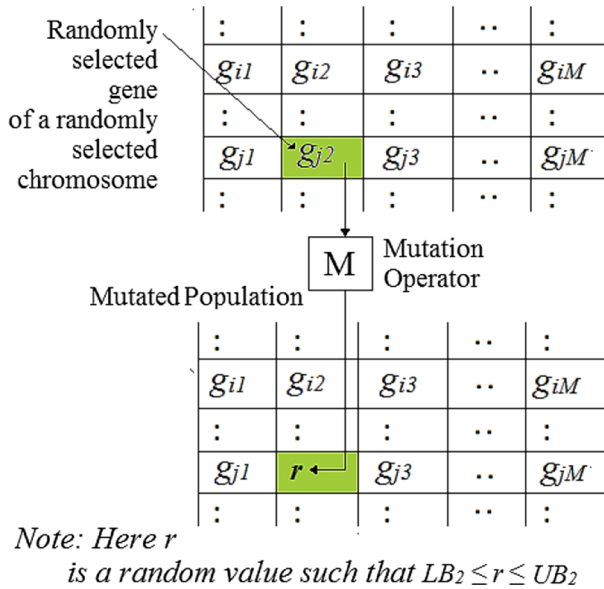 Randomly
selected
gene
of a randomly
selected
chromosome
: : : .. :
gi1 gi2 gi3 .. giM
: : : .. :
gj1 gj2 gj3 .. gjM
: : : .. :
M
Mutation
Operator
Mutated Population
: : : .. :
gi1 gi2 gi3 .. giM
: : : .. :
gj1 r gj3 .. gjM
: : : .. :
Note: Here r
is a random value such that LB2 ≤ r ≤ UB2